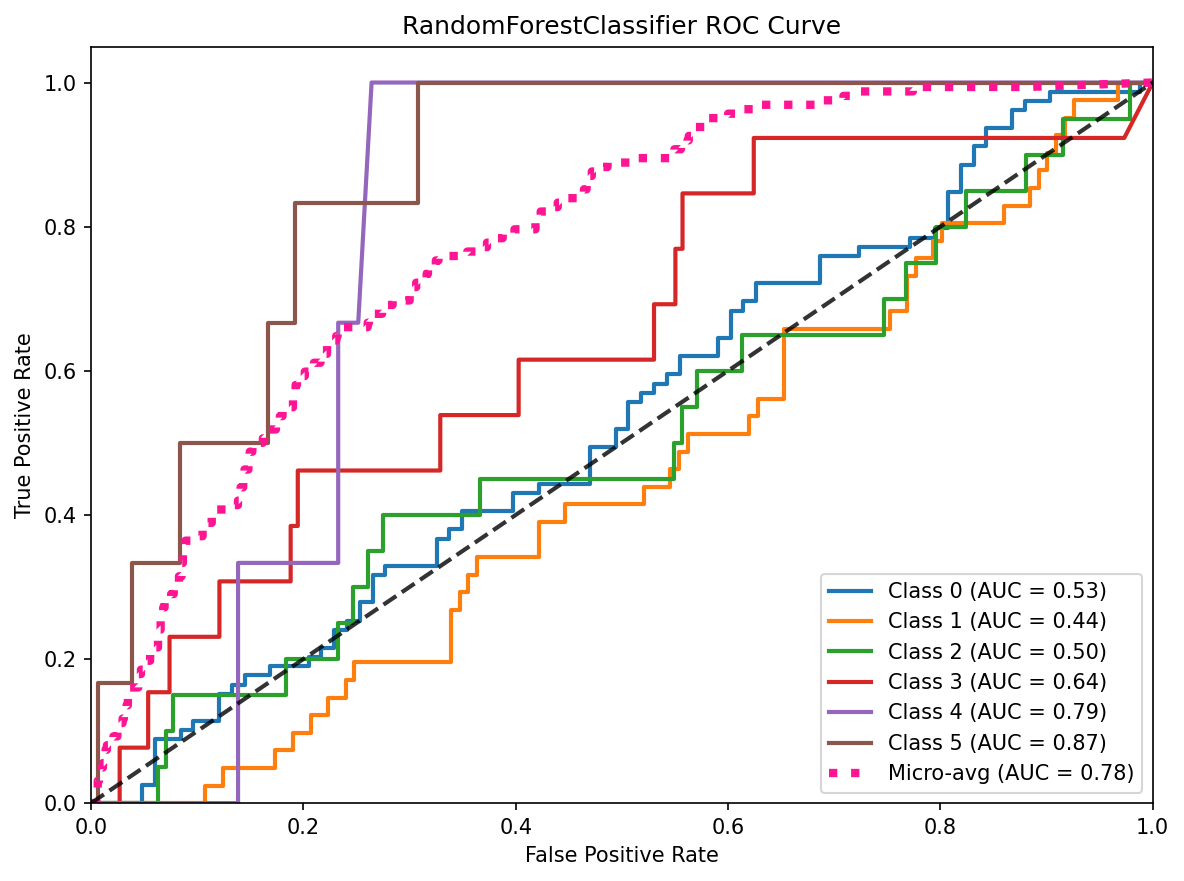 RandomForestClassifier ROC Curve
True Positive Rate
1.0
0.8
0.6
0.4
0.2
0.0
0.0 0.2 0.4 0.6 0.8 1.0
False Positive Rate
Class 0 (AUC = 0.53)
Class 1 (AUC = 0.44)
Class 2 (AUC = 0.50)
Class 3 (AUC = 0.64)
Class 4 (AUC = 0.79)
Class 5 (AUC = 0.87)
Micro-avg (AUC = 0.78)